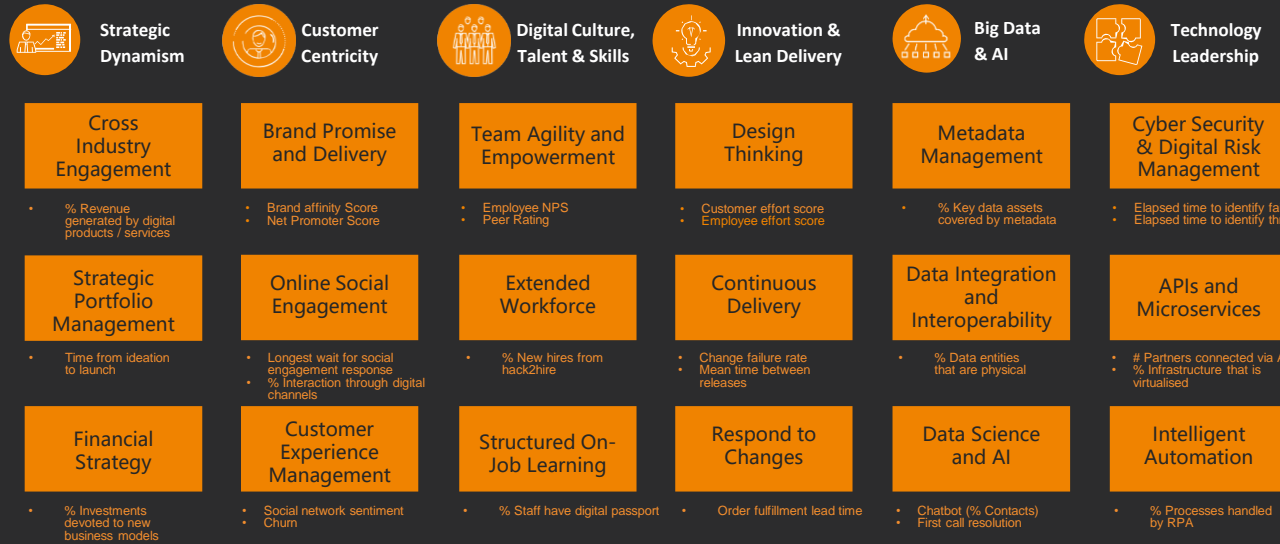 Strategic
Dynamism
Customer
Centricity
Digital Culture,
Talent & Skills
Innovation &
Lean Delivery
Big Data
& AI
Technology
Leadership
Cross
Industry
Engagement
Brand Promise
and Delivery
Team Agility and
Empowerment
Design
Thinking
Metadata
Management
Cyber Security
& Digital Risk
Management
• % Revenue
generated by digital
products / services
• Brand affinity Score
• Net Promoter Score
• Employee NPS
• Peer Rating
• Customer effort score
• Employee effort score
• % Key data assets
covered by metadata
• Elapsed time to identify
• Elapsed time to identify
Strategic
Portfolio
Management
Online Social
Engagement
Extended
Workforce
Continuous
Delivery
Data Integration
and
Interoperability
APIs and
Microservices
• Time from ideation
to launch
• Longest wait for social
engagement response
• % Interaction through digital
channels
• % New hires from
hack2hire
• Change failure rate
• Mean time between
releases
• % Data entities
that are physical
• # Partners connected via
• % Infrastructure that is
virtualised
Financial
Strategy
Customer
Experience
Management
Structured On-
Job Learning
Respond to
Changes
Data Science
and AI
Intelligent
Automation
• % Investments
devoted to new
business models
• Social network sentiment
• Churn
• % Staff have digital passport
• Order fulfillment lead time
• Chatbot (% Contacts)
• First call resolution
• % Processes handled
by RPA